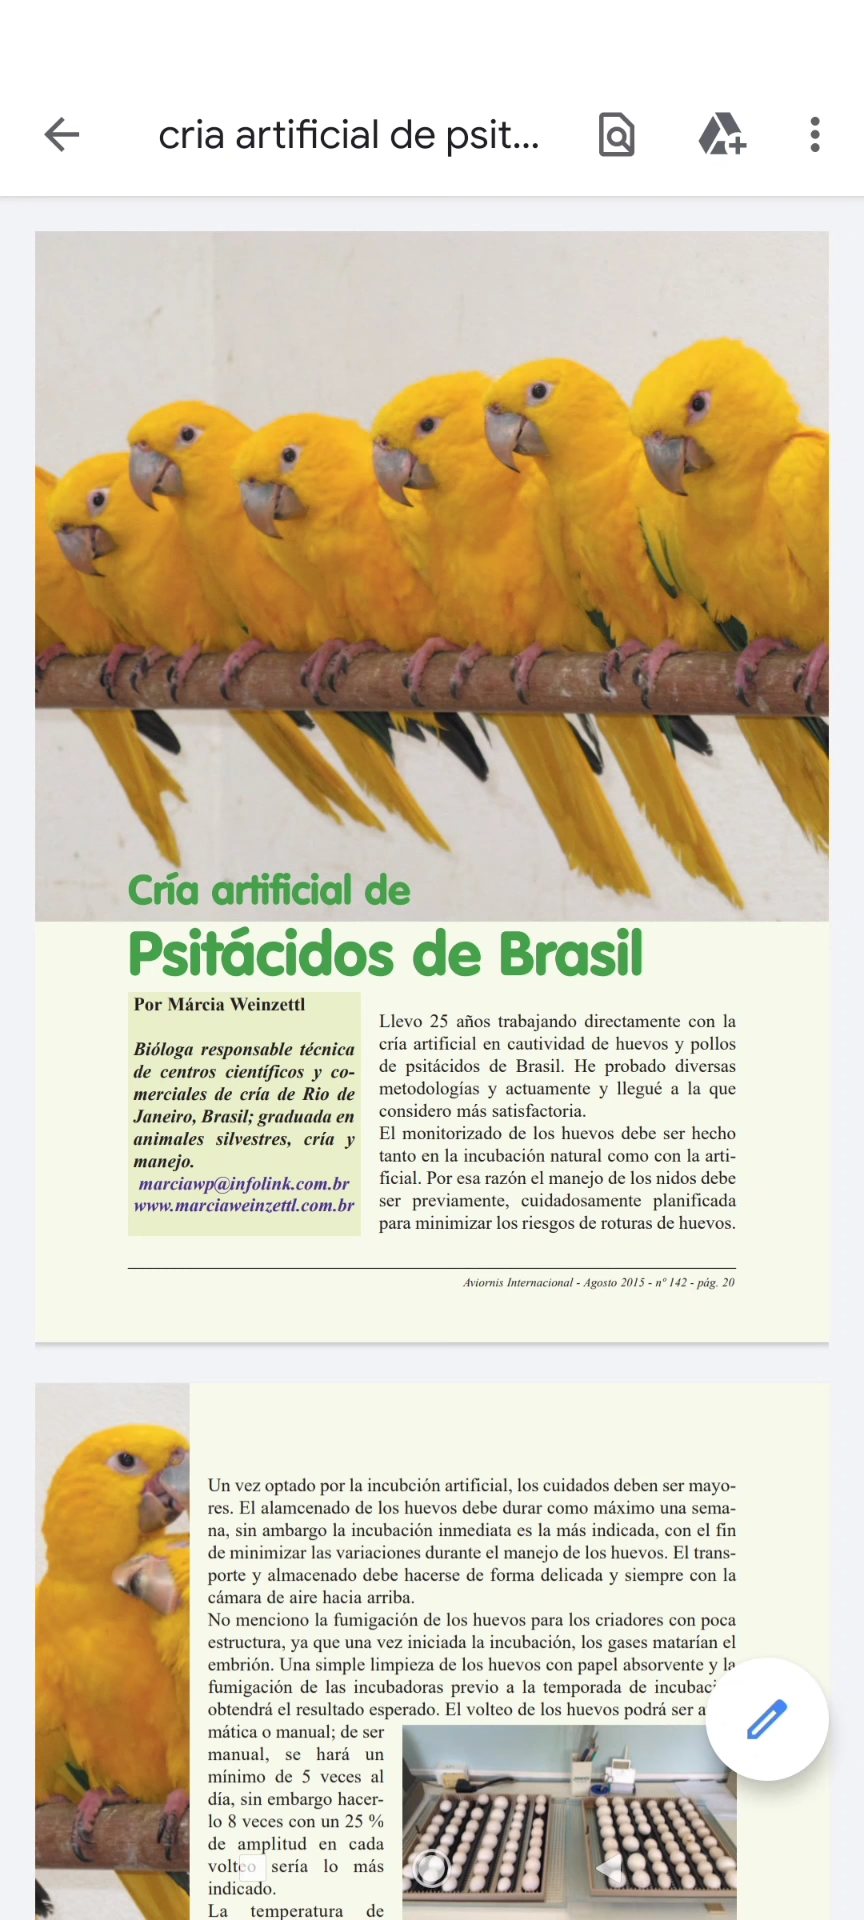 cria artificial de psit...
Cría artificial de
Psitácidos de Brasil
Por Márcia Weinzettl
Bióloga responsable técnica
de centros científicos y co-
merciales de cría de Rio de
Janeiro, Brasil; graduada en
animales silvestres, cría y
manejo.
marciawp@infolink.com.br
www.marciaweinzettl.com.br
Llevo 25 años trabajando directamente con la
cría artificial en cautividad de huevos y pollos
de psitácidos de Brasil. He probado diversas
metodologías y actuamente y llegué a la que
considero más satisfactoria.
El monitorizado de los huevos debe ser hecho
tanto en la incubación natural como con la arti-
ficial. Por esa razón el manejo de los nidos debe
ser previamente, cuidadosamente planificada
para minimizar los riesgos de roturas de huevos.
Aviornis Internacional - Agosto 2015 - nº 142 - pág. 20
Un vez optado por la incubción artificial, los cuidados deben ser mayo-
res. El alamcenado de los huevos debe durar como máximo una sema-
na, sin ambargo la incubación inmediata es la más indicada, con el fin
de minimizar las variaciones durante el manejo de los huevos. El trans-
porte y almacenado debe hacerse de forma delicada y siempre con la
cámara de aire hacia arriba.
No menciono la fumigación de los huevos para los criadores con poca
estructura, ya que una vez iniciada la incubación, los gases matarían el
embrión. Una simple limpieza de los huevos con papel absorvente y la
fumigación de las incubadoras previo a la temporada de incubaci
obtendrá el resultado esperado. El volteo de los huevos podrá ser a
mática o manual; de ser
manual, se hará un
mínimo de 5 veces al
día, sin embargo hacer-
lo 8 veces con un 25 %
de amplitud en cada
volteo sería lo más
indicado.
La temperatura de